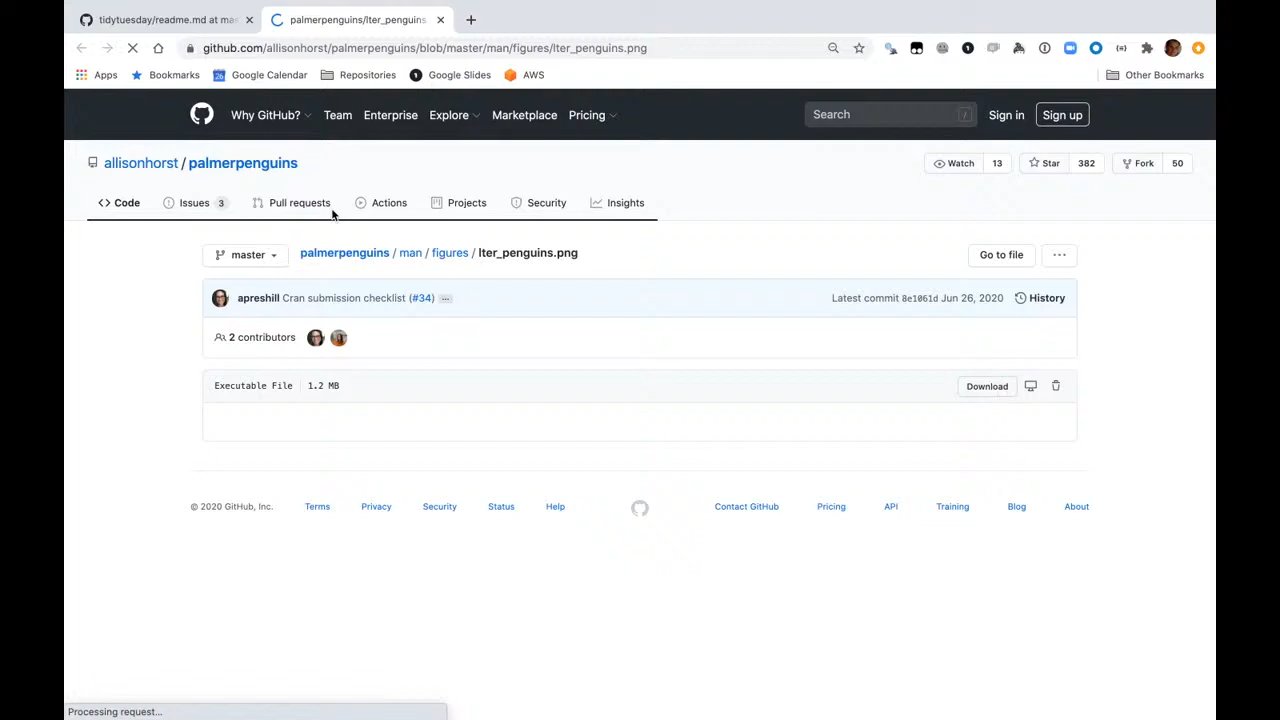 tidytuesday/readme.md at mas
palmerpenguins/lter_penguins.
github.com/allisonhorst/palmerpenguins/blob/master/man/figures/lter_penguins.png
Apps Bookmarks Google Calendar Repositories Google Slides AWS Other Bookmarks
Why GitHub? Team Enterprise Explore Marketplace Pricing Search / Sign in Sign up
allisonhorst / palmerpenguins Watch 13 Star 382 Fork 50
Code Issues 3 Pull requests Actions Projects Security Insights
master palmerpenguins / man / figures / lter_penguins.png Go to file ...
apreshill Cran submission checklist (#34) ... Latest commit 8e1061d Jun 26, 2020 History
2 contributors
Executable File 1.2 MB Download
© 2020 GitHub, Inc. Terms Privacy Security Status Help Contact GitHub Pricing API Training Blog About
Processing request...